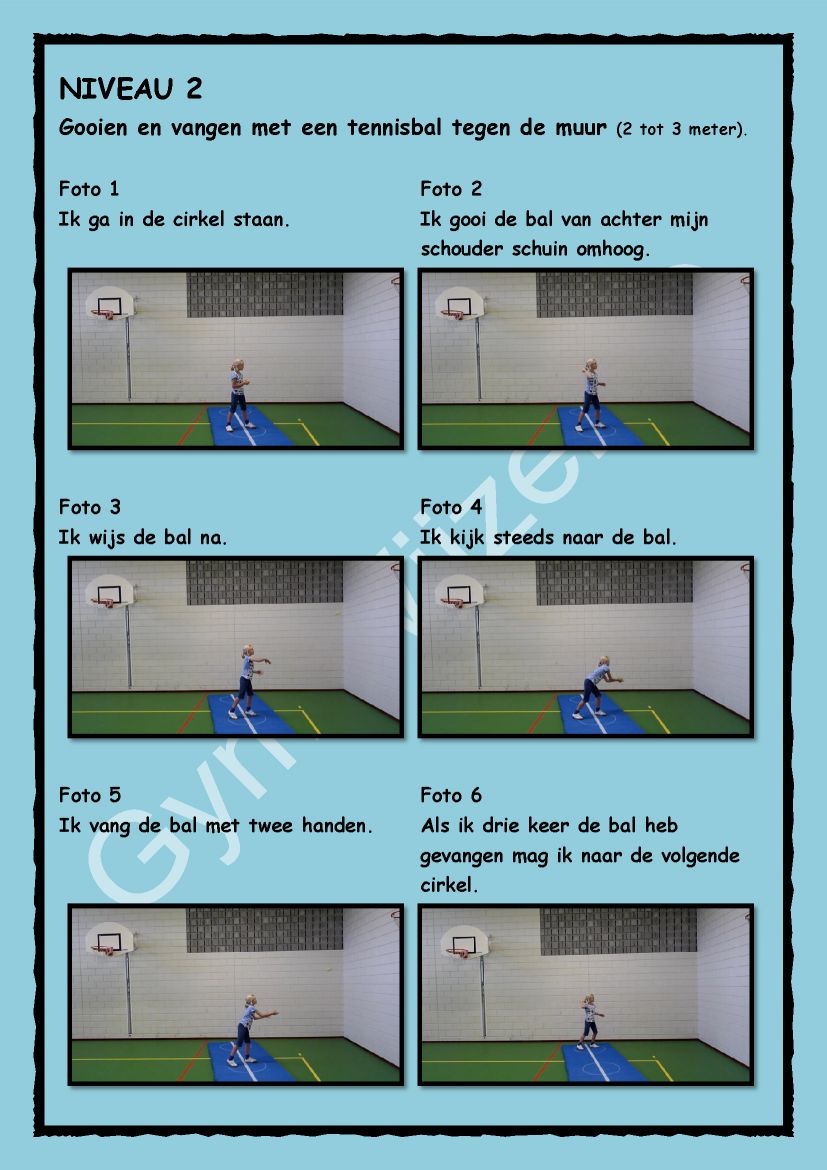 NIVEAU 2
Gooien en vangen met een tennisbal tegen de muur (2 tot 3 meter).
Foto 1
Ik ga in de cirkel staan.
Foto 2
Ik gooi de bal van achter mijn
schouder schuin omhoog.
Foto 3
Ik wijs de bal na.
Foto 4
Ik kijk steeds naar de bal.
Foto 5
Ik vang de bal met twee handen.
Foto 6
Als ik drie keer de bal heb
gevangen mag ik naar de volgende
cirkel.